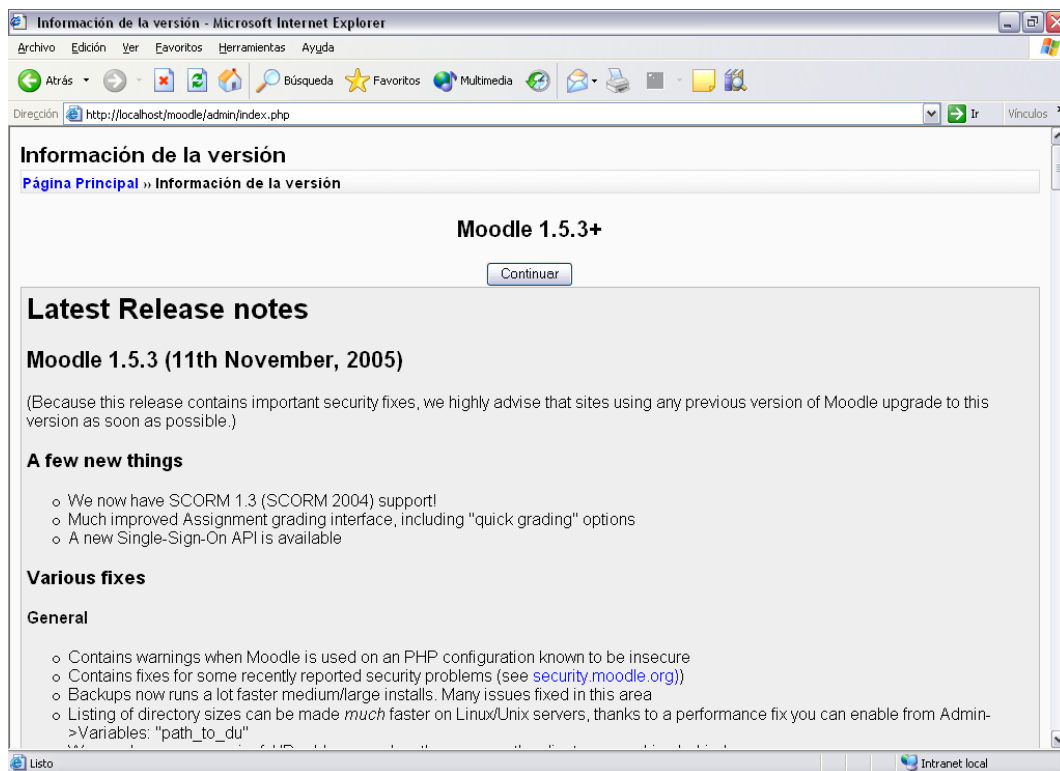 Información de la versión - Microsoft Internet Explorer
Archivo Edición Ver Favoritos Herramientas Ayuda
Atrás Búsqueda Favoritos Multimedia
Dirección http://localhost/moodle/admin/index.php Ir Vínculos
Información de la versión
Página Principal ›› Información de la versión
Moodle 1.5.3+
Continuar
Latest Release notes
Moodle 1.5.3 (11th November, 2005)
(Because this release contains important security fixes, we highly advise that sites using any previous version of Moodle upgrade to this
version as soon as possible.)
A few new things
We now have SCORM 1.3 (SCORM 2004) support!
Much improved Assignment grading interface, including "quick grading" options
A new Single-Sign-On API is available
Various fixes
General
Contains warnings when Moodle is used on an PHP configuration known to be insecure
Contains fixes for some recently reported security problems (see security.moodle.org))
Backups now runs a lot faster medium/large installs. Many issues fixed in this area
Listing of directory sizes can be made much faster on Linux/Unix servers, thanks to a performance fix you can enable from Admin-
>Variables: "path_to_du"
Listo Intranet local